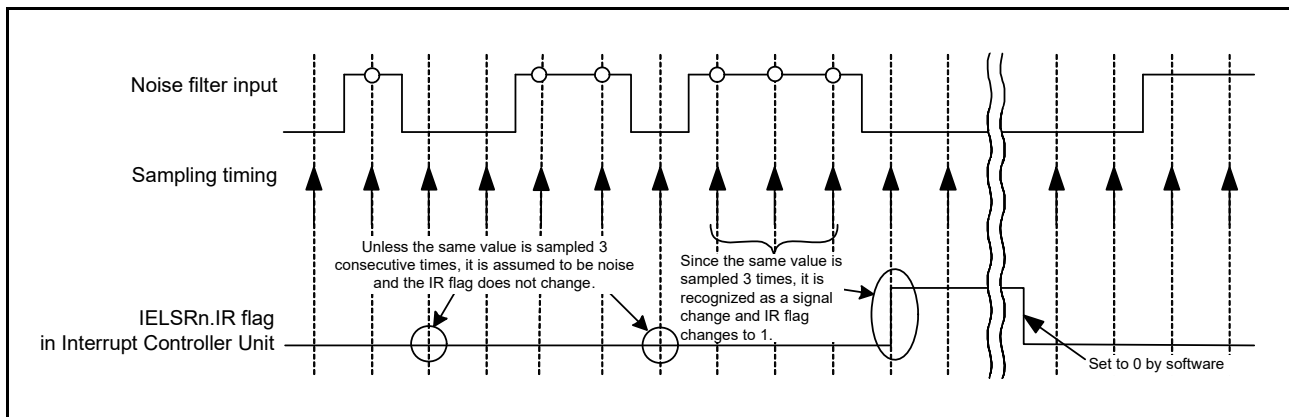 Noise filter input
Sampling timing
Unless the same value is sampled 3
consecutive times, it is assumed to be noise
and the IR flag does not change.
Since the same value is
sampled 3 times, it is
recognized as a signal
change and IR flag
changes to 1.
IELSRn.IR flag
in Interrupt Controller Unit
Set to 0 by software